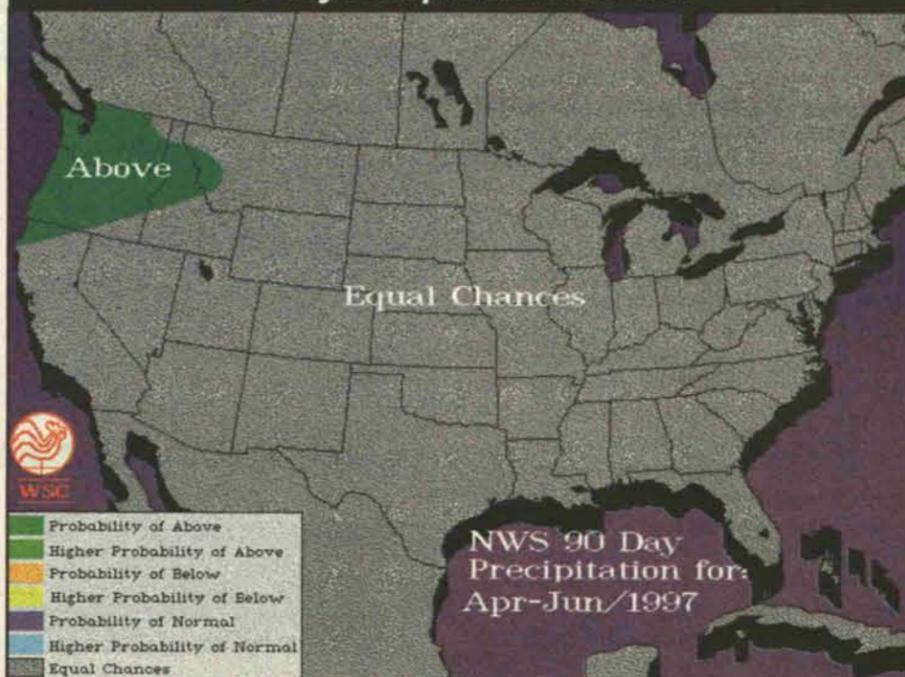 Above
Equal Chances
WSC
Probability of Above
Higher Probability of Above
Probability of Below
Higher Probability of Below
Probability of Normal
Higher Probability of Normal
Equal Chances
NWS 90 Day
Precipitation for:
Apr-Jun/1997